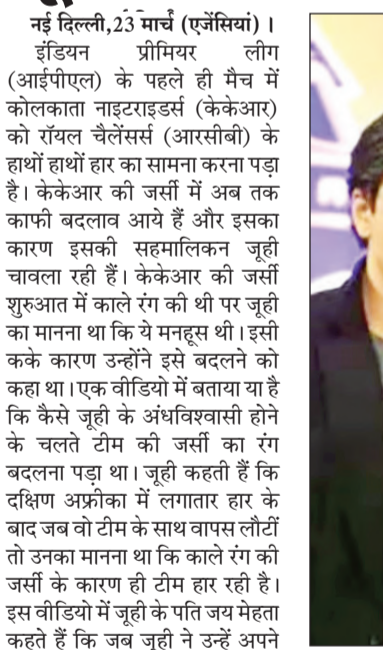 नई दिल्ली,23 मार्च (एजेंसियां) ।
इंडियन प्रीमियर लीग
(आईपीएल) के पहले ही मैच में
कोलकाता नाइटराइडर्स (केकेआर)
को रॉयल चैलेंसर्स (आरसीबी) के
हाथों हाथों हार का सामना करना पड़ा
है। केकेआर की जर्सी में अब तक
काफी बदलाव आये हैं और इसका
कारण इसकी सहमालिकन जूही
चावला रही हैं। केकेआर की जर्सी
शुरुआत में काले रंग की थी पर जूही
का मानना था कि ये मनहूस थी। इसी
कके कारण उन्होंने इसे बदलने को
कहा था। एक वीडियो में बताया या है
कि कैसे जूही के अंधविश्वासी होने
के चलते टीम की जर्सी का रंग
बदलना पड़ा था। जूही कहती हैं कि
दक्षिण अफ्रीका में लगातार हार के
बाद जब वो टीम के साथ वापस लौटीं
तो उनका मानना था कि काले रंग की
जर्सी के कारण ही टीम हार रही है।
इस वीडियो में जूही के पति जय मेहता
कहते हैं कि जब जूही ने उन्हें अपने